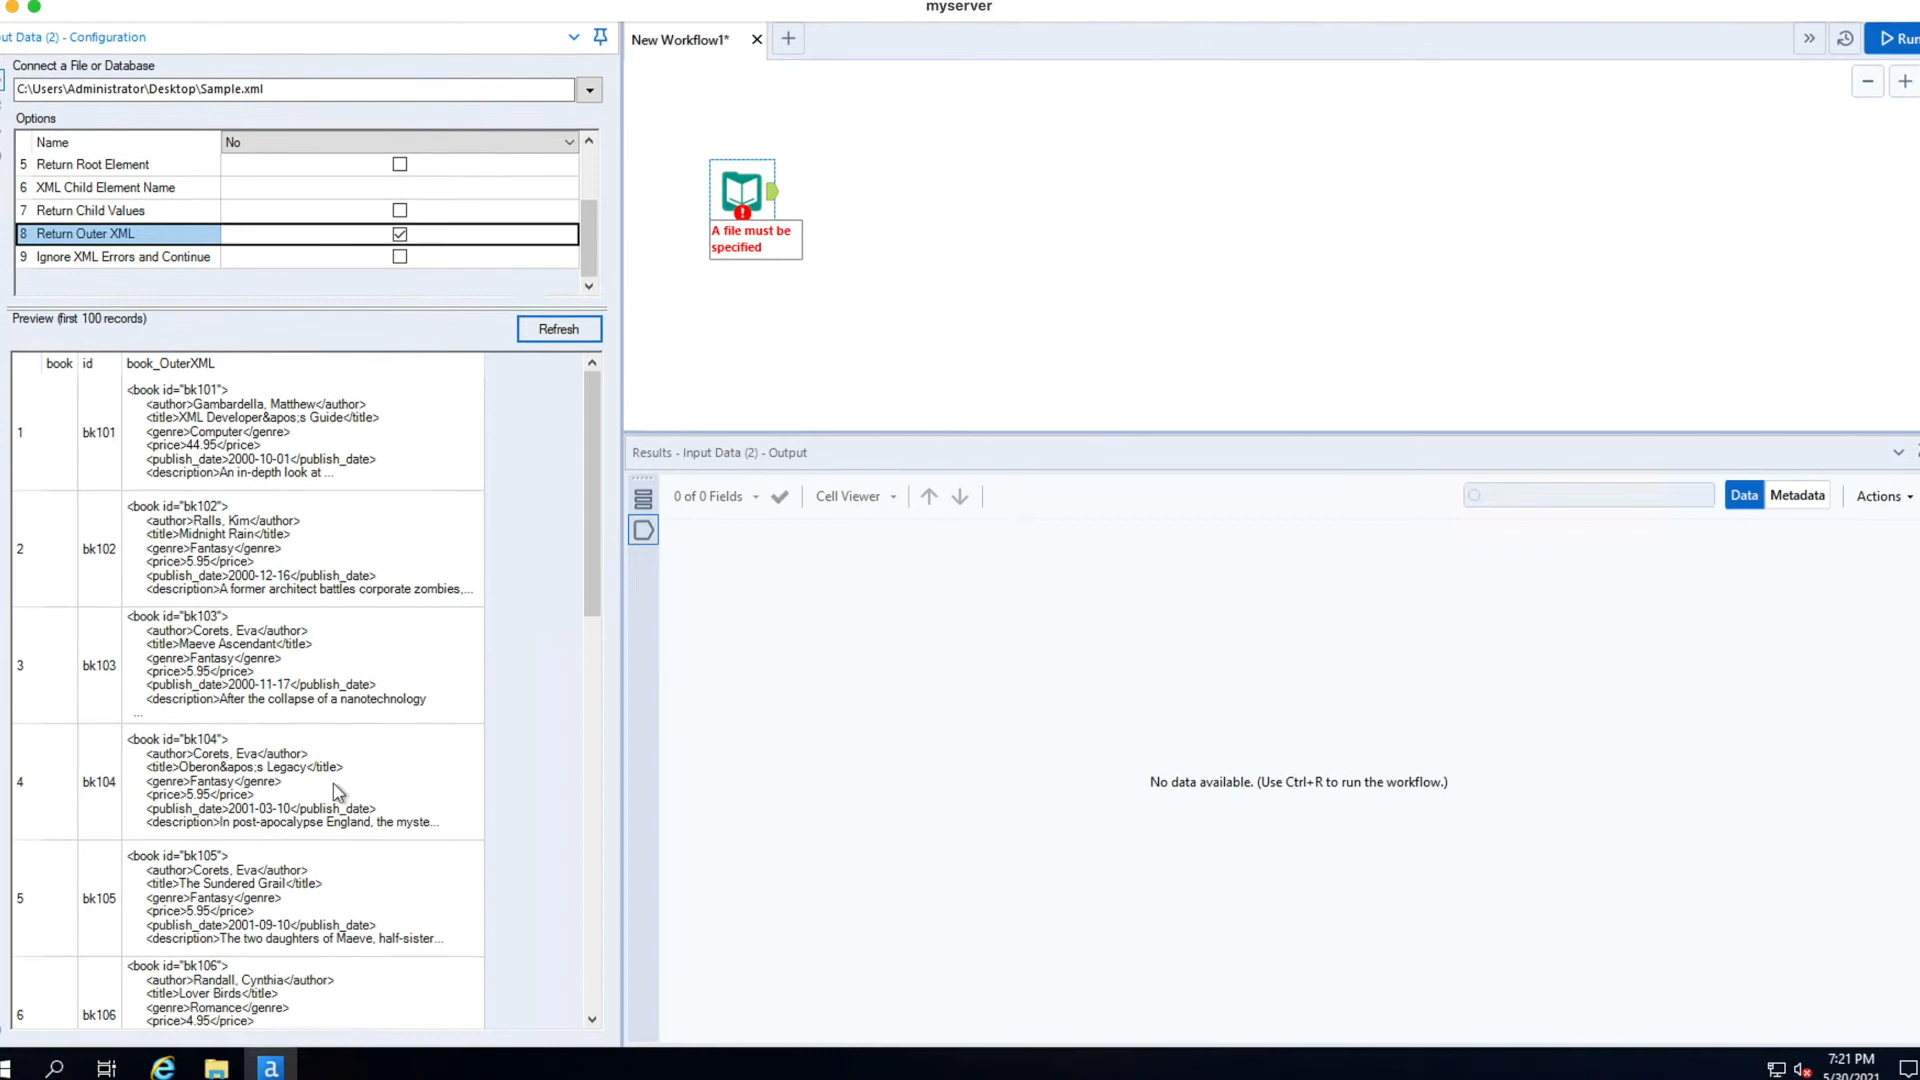 myserver
ut Data (2) - Configuration
Connect a File or Database
C:\Users\Administrator\Desktop\Sample.xml
Options
Name No
5 Return Root Element
6 XML Child Element Name
7 Return Child Values
8 Return Outer XML
9 Ignore XML Errors and Continue
Preview (first 100 records)
Refresh
book id book_OuterXML
1 bk101
<book id="bk101">
<author>Gambardella, Matthew</author>
<title>XML Developer&apos;s Guide</title>
<genre>Computer</genre>
<price>44.95</price>
<publish_date>2000-10-01</publish_date>
<description>An in-depth look at ...
2 bk102
<book id="bk102">
<author>Ralls, Kim</author>
<title>Midnight Rain</title>
<genre>Fantasy</genre>
<price>5.95</price>
<publish_date>2000-12-16</publish_date>
<description>A former architect battles corporate zombies,...
3 bk103
<book id="bk103">
<author>Corets, Eva</author>
<title>Maeve Ascendant</title>
<genre>Fantasy</genre>
<price>5.95</price>
<publish_date>2000-11-17</publish_date>
<description>After the collapse of a nanotechnology
...
4 bk104
<book id="bk104">
<author>Corets, Eva</author>
<title>Oberon&apos;s Legacy</title>
<genre>Fantasy</genre>
<price>5.95</price>
<publish_date>2001-03-10</publish_date>
<description>In post-apocalypse England, the myste...
5 bk105
<book id="bk105">
<author>Corets, Eva</author>
<title>The Sundered Grail</title>
<genre>Fantasy</genre>
<price>5.95</price>
<publish_date>2001-09-10</publish_date>
<description>The two daughters of Maeve, half-sister...
6 bk106
<book id="bk106">
<author>Randall, Cynthia</author>
<title>Lover Birds</title>
<genre>Romance</genre>
<price>4.95</price>
New Workflow1*
Run
A file must be
specified
Results - Input Data (2) - Output
0 of 0 Fields Cell Viewer Data Metadata Actions
No data available. (Use Ctrl+R to run the workflow.)
7:21 PM
5/30/2021